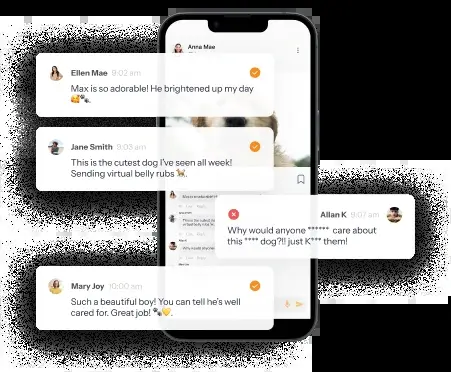 Anna Mae
Ellen Mae 9:02 am
Max is so adorable! He brightened up my day
🥰🐾.
Jane Smith 9:03 am
This is the cutest dog I've seen all week!
Sending virtual belly rubs 🐕.
Allan K 9:07 am
Why would anyone ****** care about
this **** dog?!! just K*** them!
Mary Joy 10:00 am
Such a beautiful boy! You can tell he's well
cared for. Great job! 🐾💛.